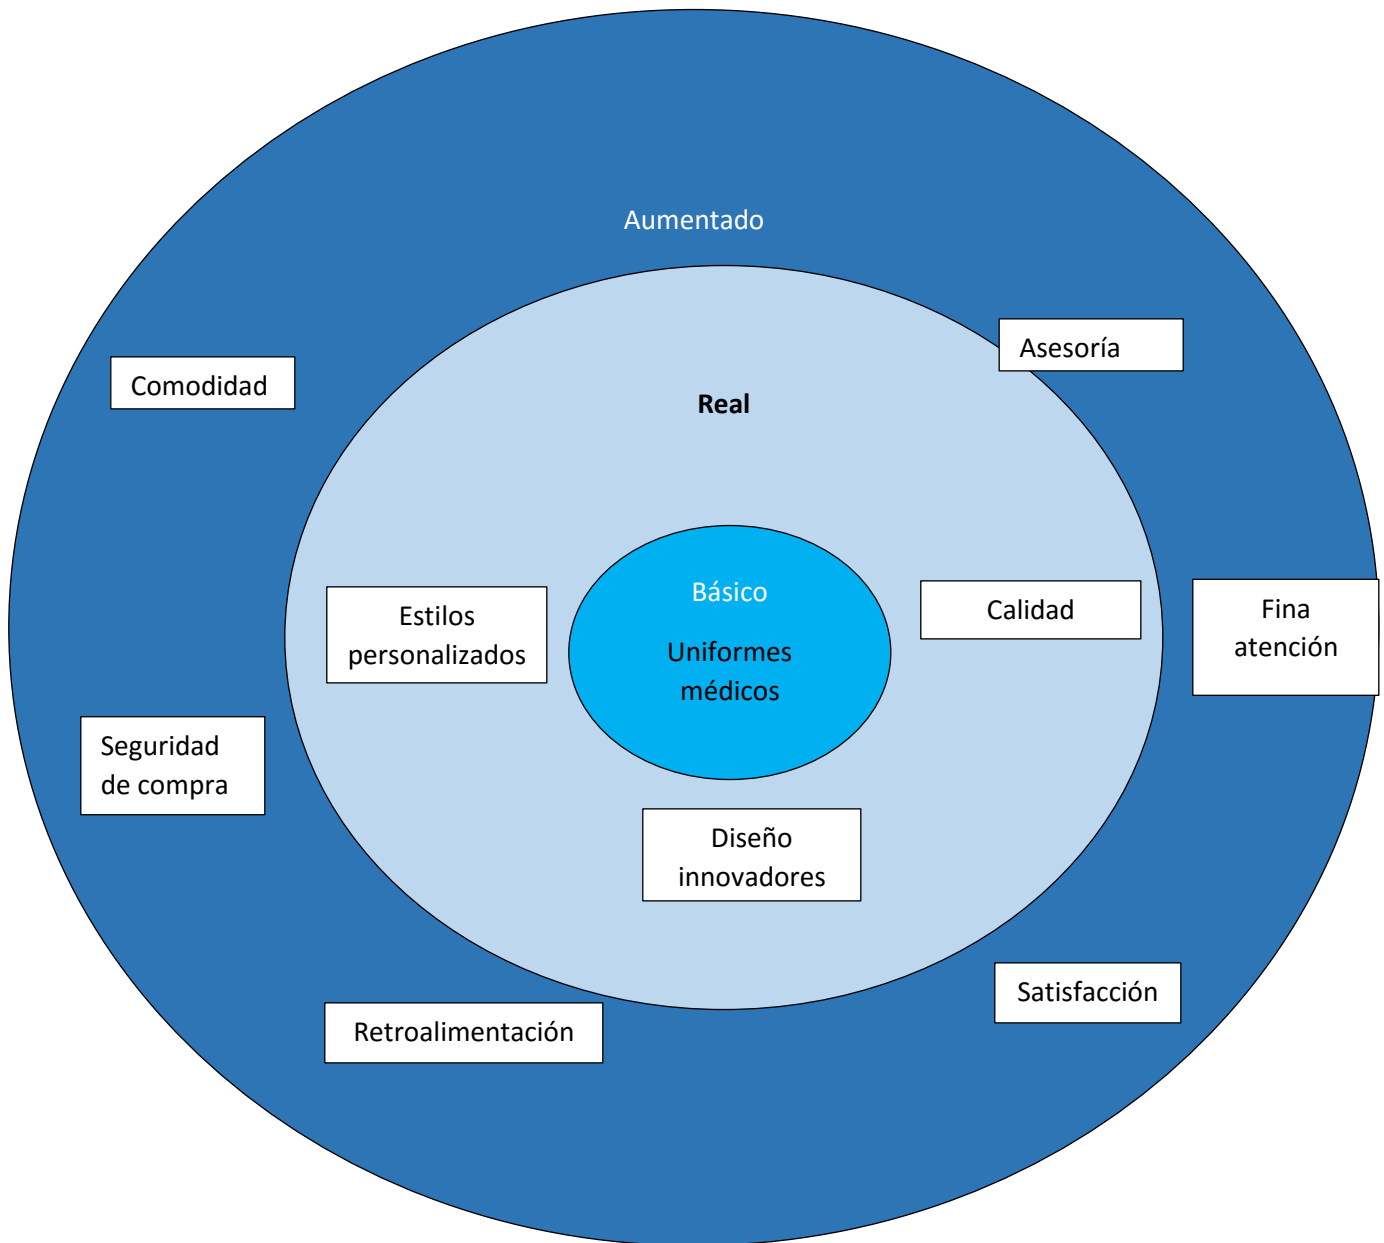 Aumentado
Asesoría
Comodidad
Real
Básico
Uniformes
médicos
Estilos
personalizados
Calidad
Fina
atención
Seguridad
de compra
Diseño
innovadores
Satisfacción
Retroalimentación